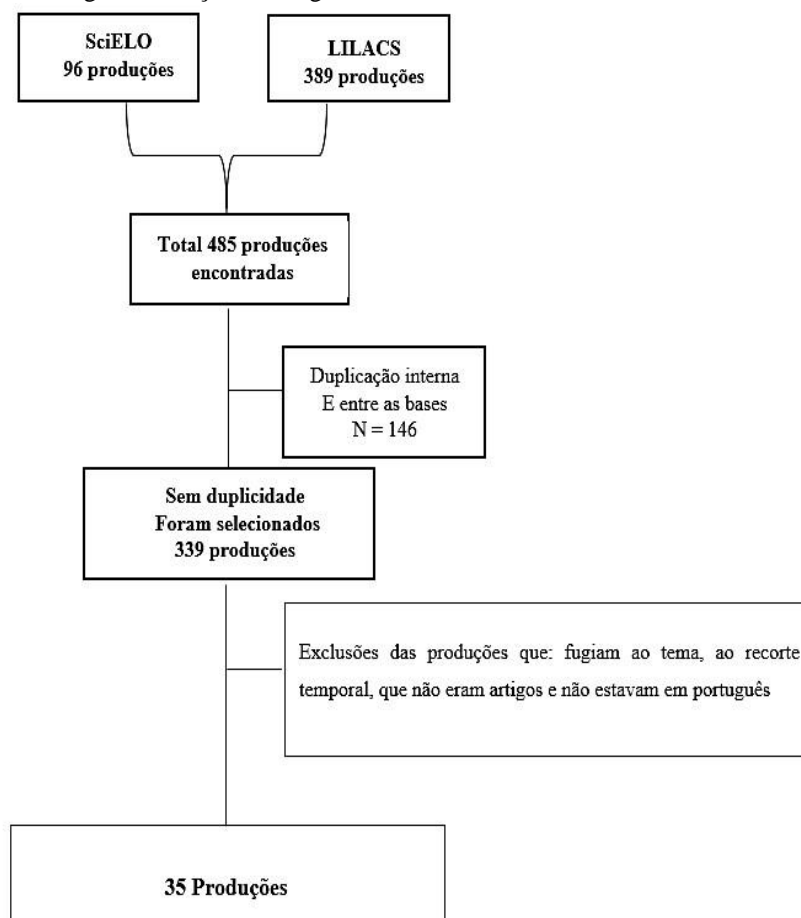 SciELO
96 produções
LILACS
389 produções
Total 485 produções
encontradas
Duplicação interna
E entre as bases
N = 146
Sem duplicidade
Foram selecionados
339 produções
Exclusões das produções que: fugiam ao tema, ao recorte
temporal, que não eram artigos e não estavam em português
35 Produções